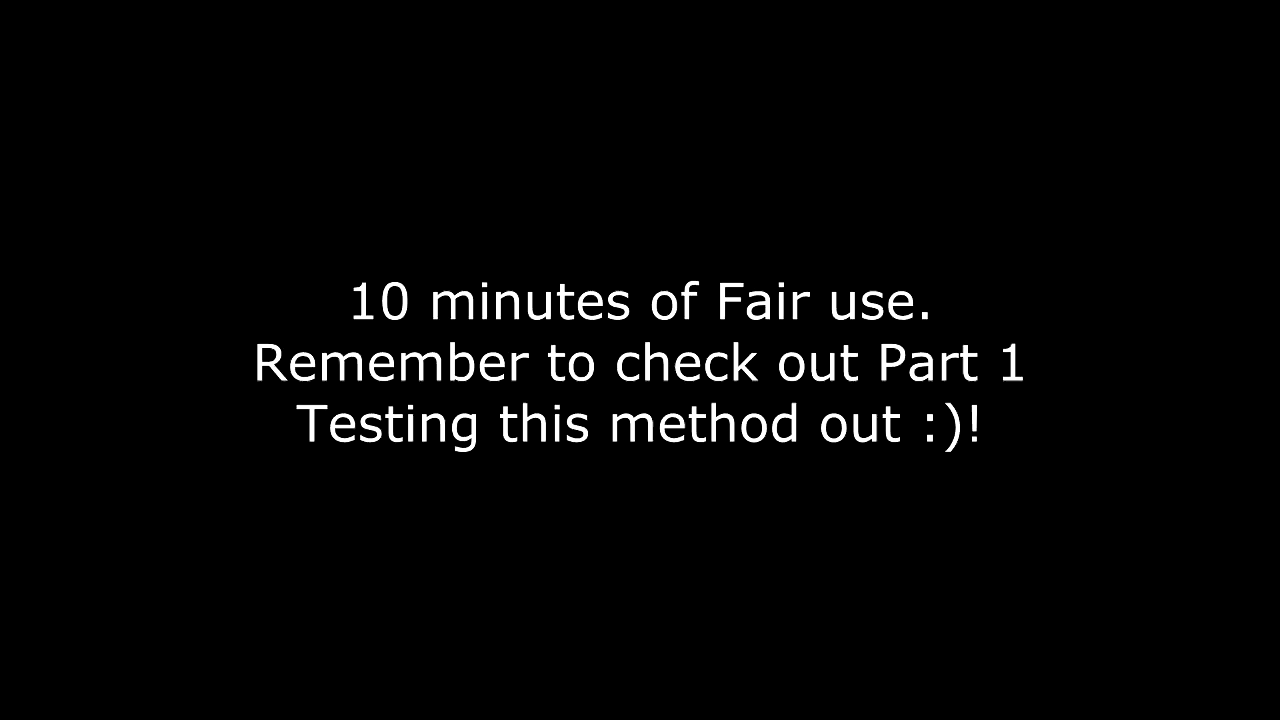 10 minutes of Fair use.
Remember to check out Part 1
Testing this method out :)!